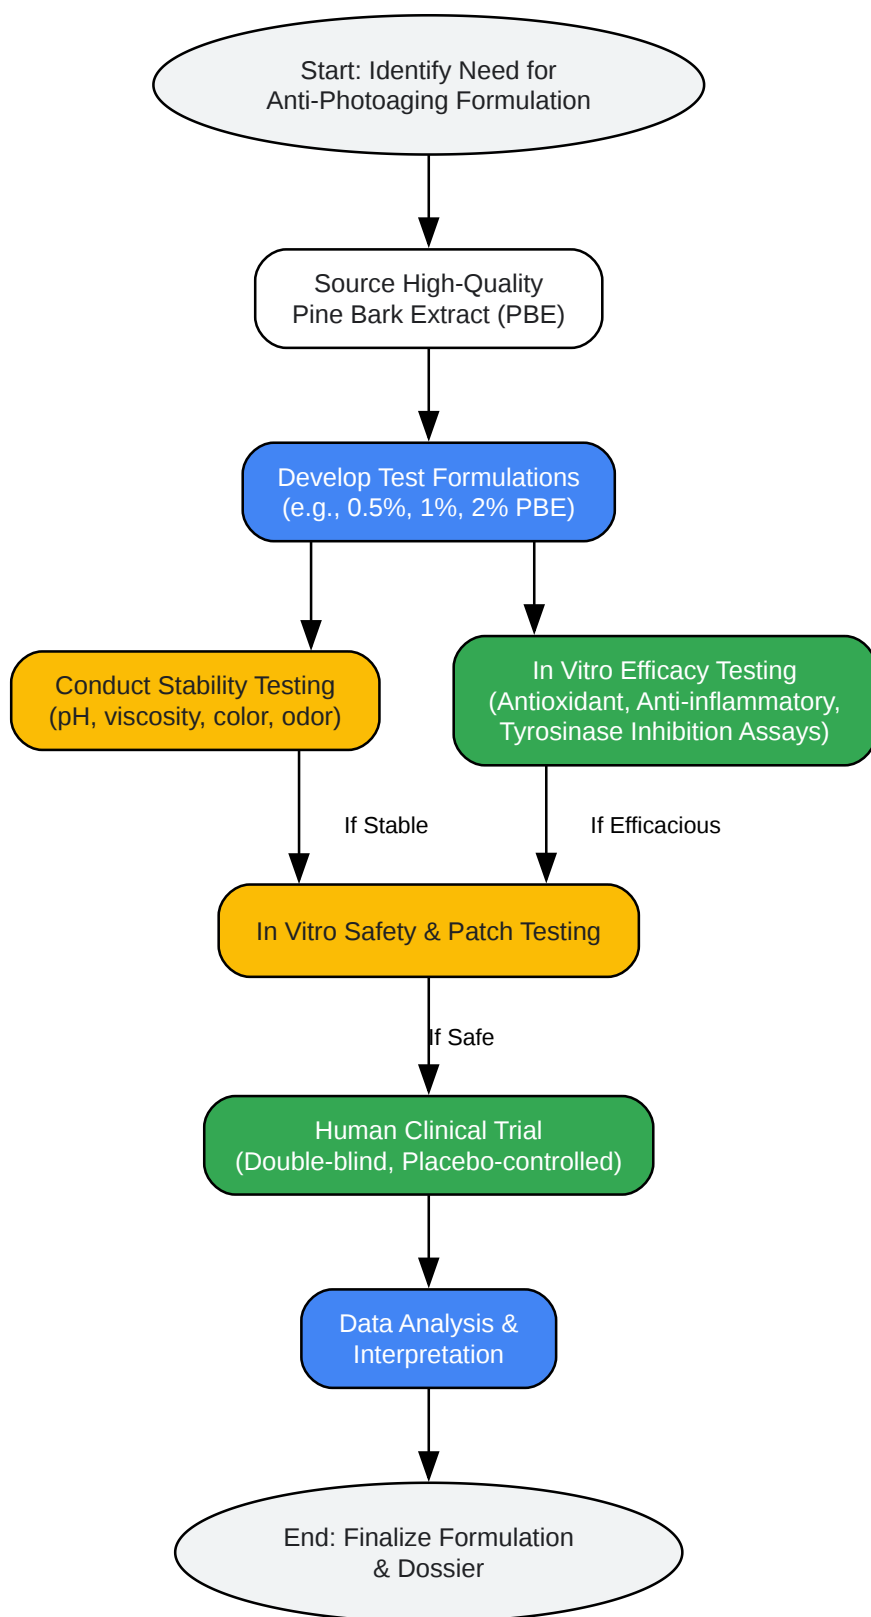 Start: Identify Need for
Anti-Photoaging Formulation
Source High-Quality
Pine Bark Extract (PBE)
Develop Test Formulations
(e.g., 0.5%, 1%, 2% PBE)
Conduct Stability Testing
(pH, viscosity, color, odor)
In Vitro Efficacy Testing
(Antioxidant, Anti-inflammatory,
Tyrosinase Inhibition Assays)
If Stable
If Efficacious
In Vitro Safety & Patch Testing
If Safe
Human Clinical Trial
(Double-blind, Placebo-controlled)
Data Analysis &
Interpretation
End: Finalize Formulation
& Dossier